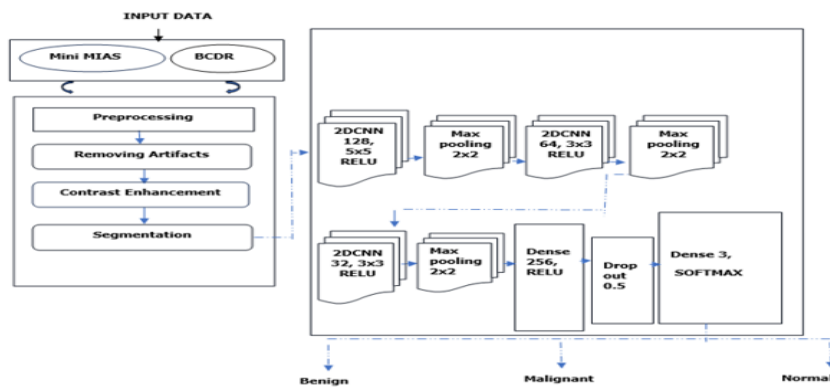 INPUT DATA
Mini MIAS
BCDR
Preprocessing
Removing Artifacts
Contrast Enhancement
Segmentation
2DCNN
128,
5x5
RELU
Max
pooling
2x2
2DCNN
64, 3x3
RELU
Max
pooling
2x2
2DCNN
32, 3x3
RELU
Max
pooling
2x2
Dense
256,
RELU
Drop
out
0.5
Dense 3,
SOFTMAX
Benign
Malignant
Normal